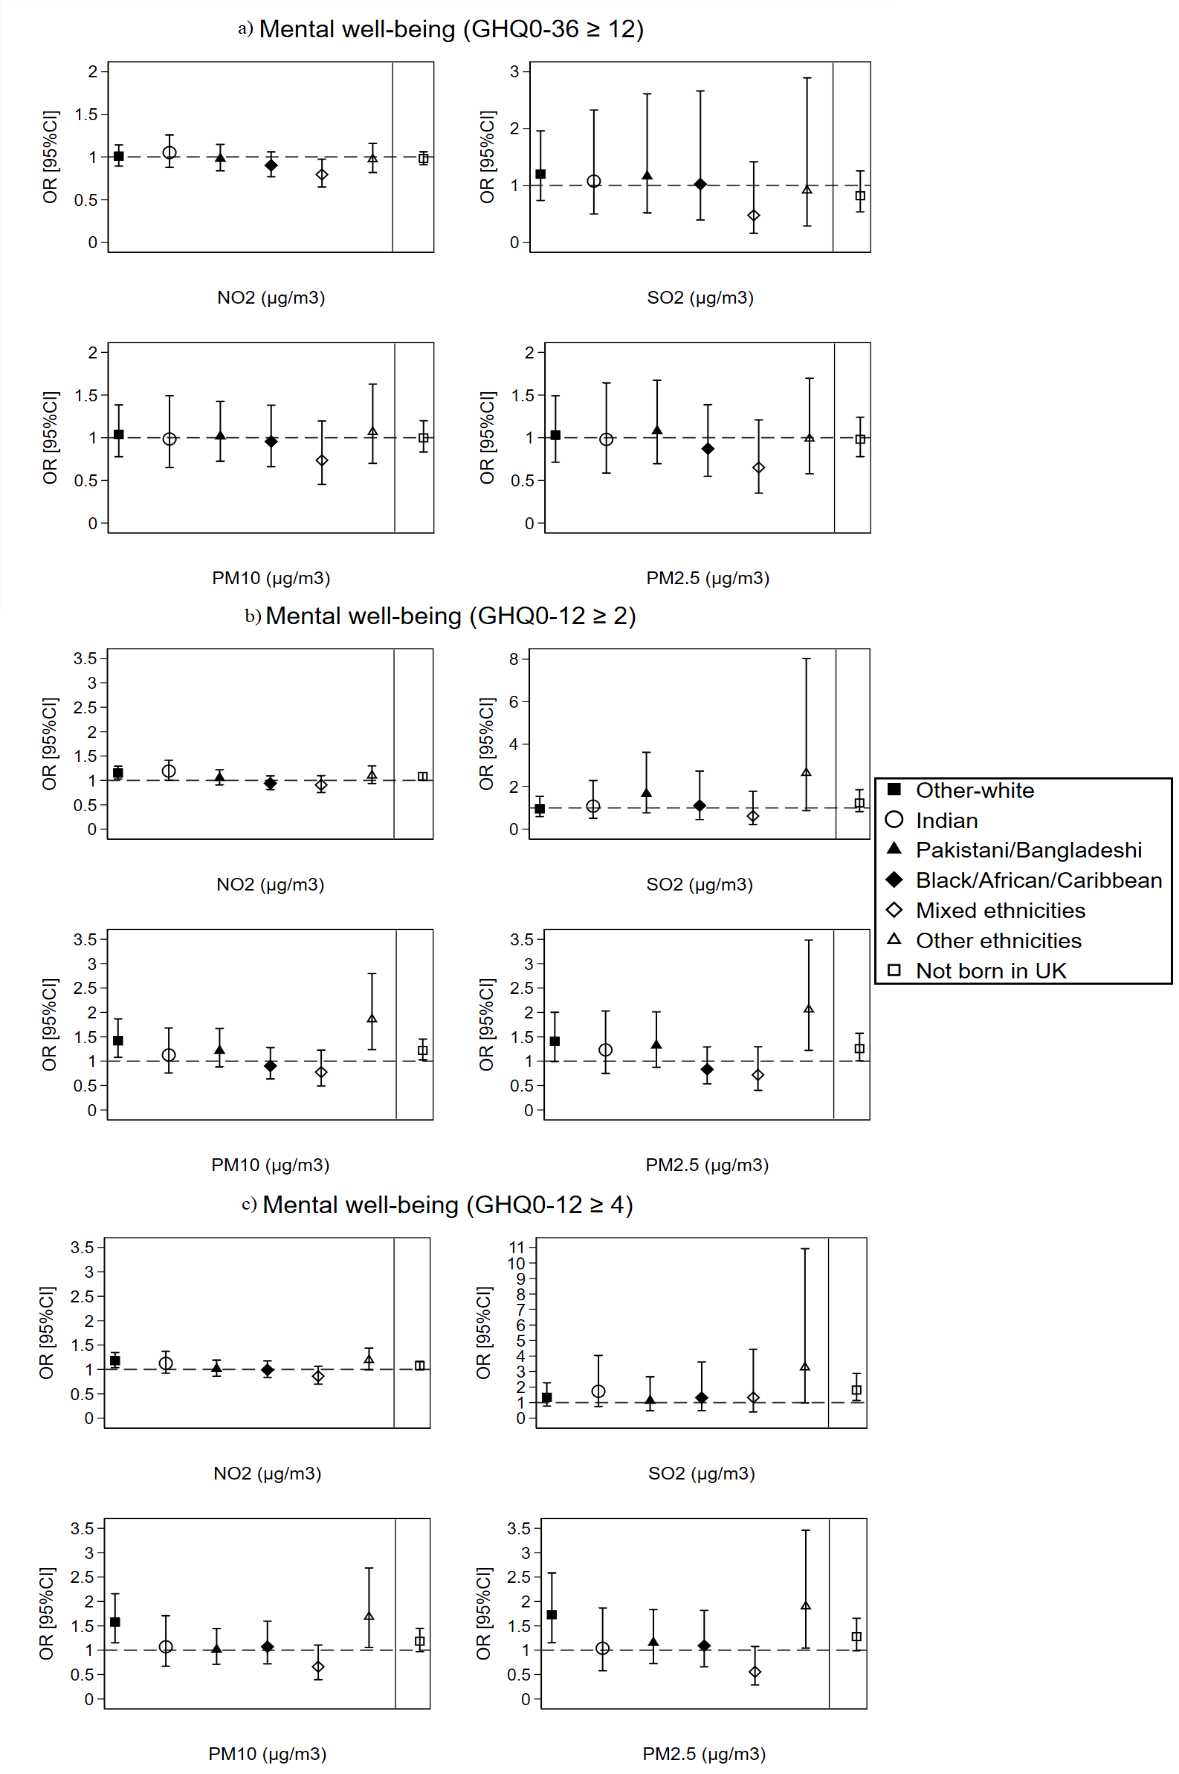 a) Mental well-being (GHQ0-36 ≥ 12)
OR [95%CI]
2
1.5
1
0.5
0
NO2 (µg/m3)
OR [95%CI]
3
2
1
0
SO2 (µg/m3)
OR [95%CI]
2
1.5
1
0.5
0
PM10 (µg/m3)
OR [95%CI]
2
1.5
1
0.5
0
PM2.5 (µg/m3)
b) Mental well-being (GHQ0-12 ≥ 2)
OR [95%CI]
3.5
3
2.5
2
1.5
1
0.5
0
NO2 (µg/m3)
OR [95%CI]
8
6
4
2
0
SO2 (µg/m3)
Other-white
Indian
Pakistani/Bangladeshi
Black/African/Caribbean
Mixed ethnicities
Other ethnicities
Not born in UK
OR [95%CI]
3.5
3
2.5
2
1.5
1
0.5
0
PM10 (µg/m3)
OR [95%CI]
3.5
3
2.5
2
1.5
1
0.5
0
PM2.5 (µg/m3)
c) Mental well-being (GHQ0-12 ≥ 4)
OR [95%CI]
3.5
3
2.5
2
1.5
1
0.5
0
NO2 (µg/m3)
OR [95%CI]
11
10
9
8
7
6
5
4
3
2
1
0
SO2 (µg/m3)
OR [95%CI]
3.5
3
2.5
2
1.5
1
0.5
0
PM10 (µg/m3)
OR [95%CI]
3.5
3
2.5
2
1.5
1
0.5
0
PM2.5 (µg/m3)